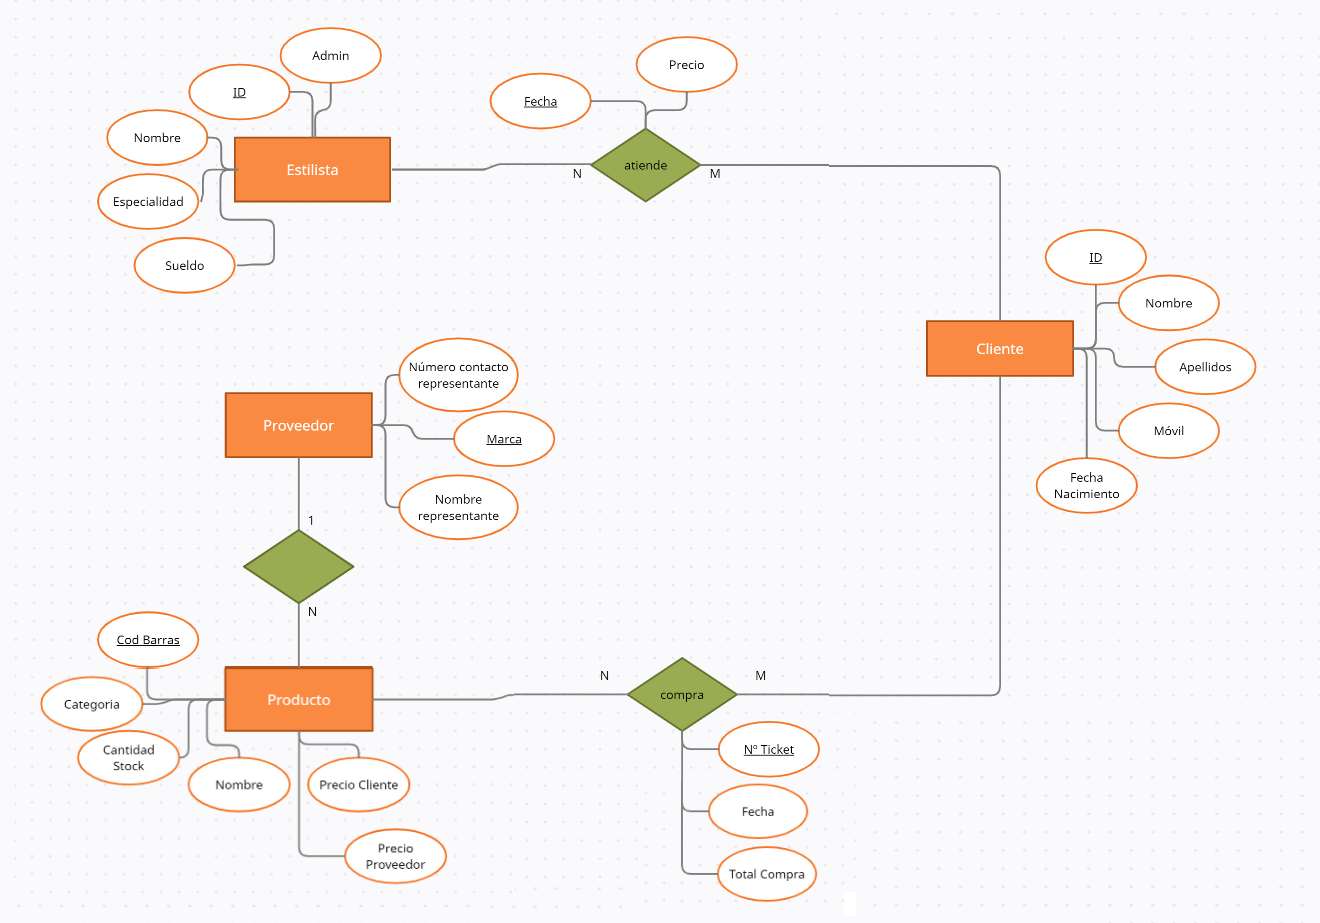 Admin
ID
Nombre
Estilista
Especialidad
Sueldo
Fecha
Precio
atiende
N
M
ID
Nombre
Cliente
Apellidos
Móvil
Fecha
Nacimiento
Número contacto
representante
Proveedor
Marca
Nombre
representante
1
N
Cod Barras
Categoria
Producto
Cantidad
Stock
Nombre
Precio Cliente
Precio
Proveedor
N
M
compra
Nº Ticket
Fecha
Total Compra